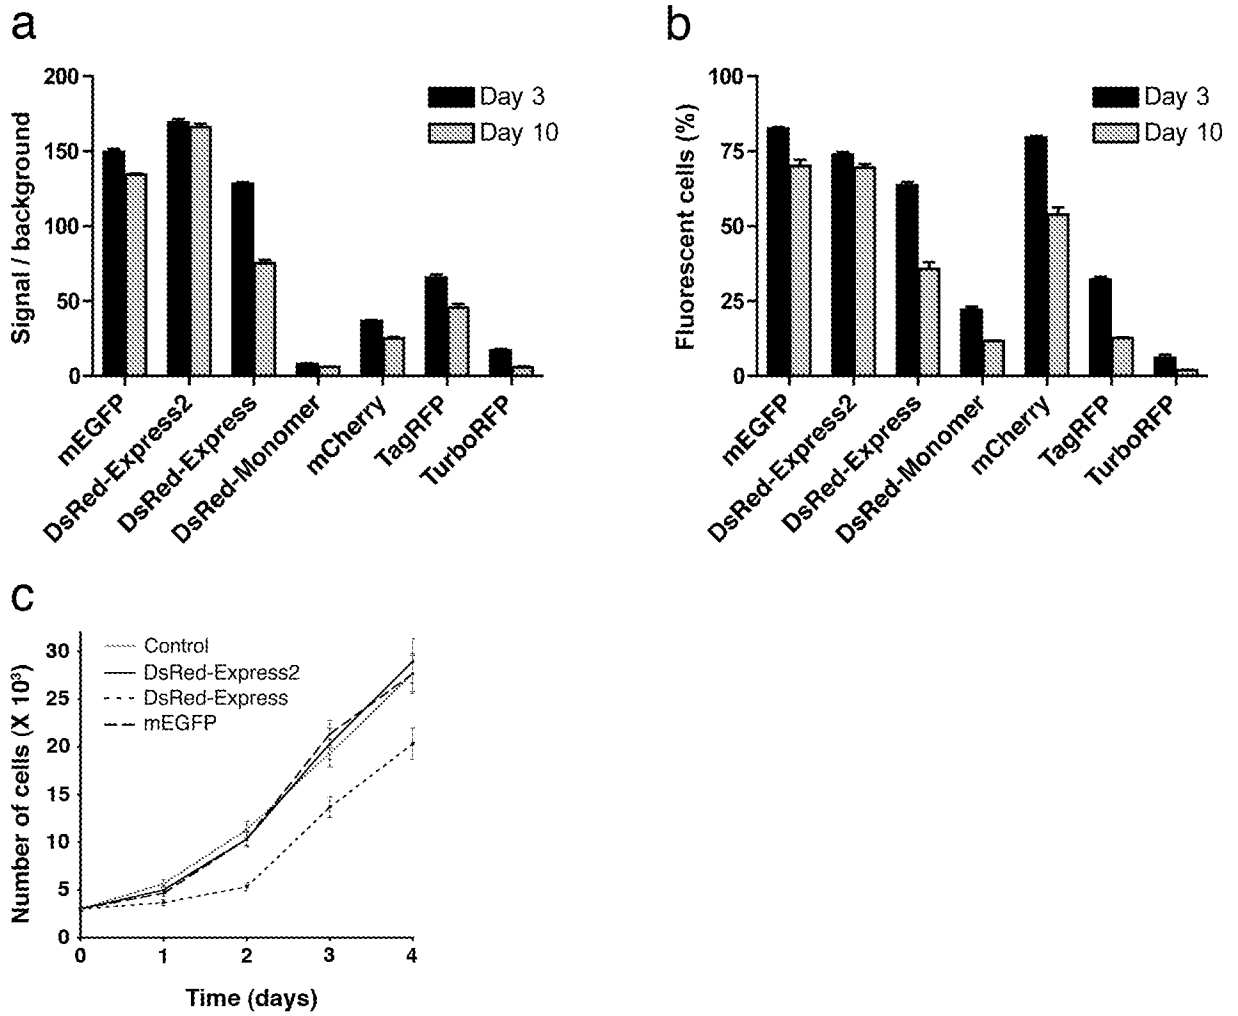 a
200
150
100
50
0
Signal / background
Day 3
Day 10
mEGFP
DsRed-Express2
DsRed-Express
DsRed-Monomer
mCherry
TagRFP
TurboRFP
b
100
75
50
25
0
Fluorescent cells (%)
Day 3
Day 10
mEGFP
DsRed-Express2
DsRed-Express
DsRed-Monomer
mCherry
TagRFP
TurboRFP
c
30
25
20
15
10
5
0
Number of cells (X 10³)
Control
DsRed-Express2
DsRed-Express
mEGFP
0 1 2 3 4
Time (days)